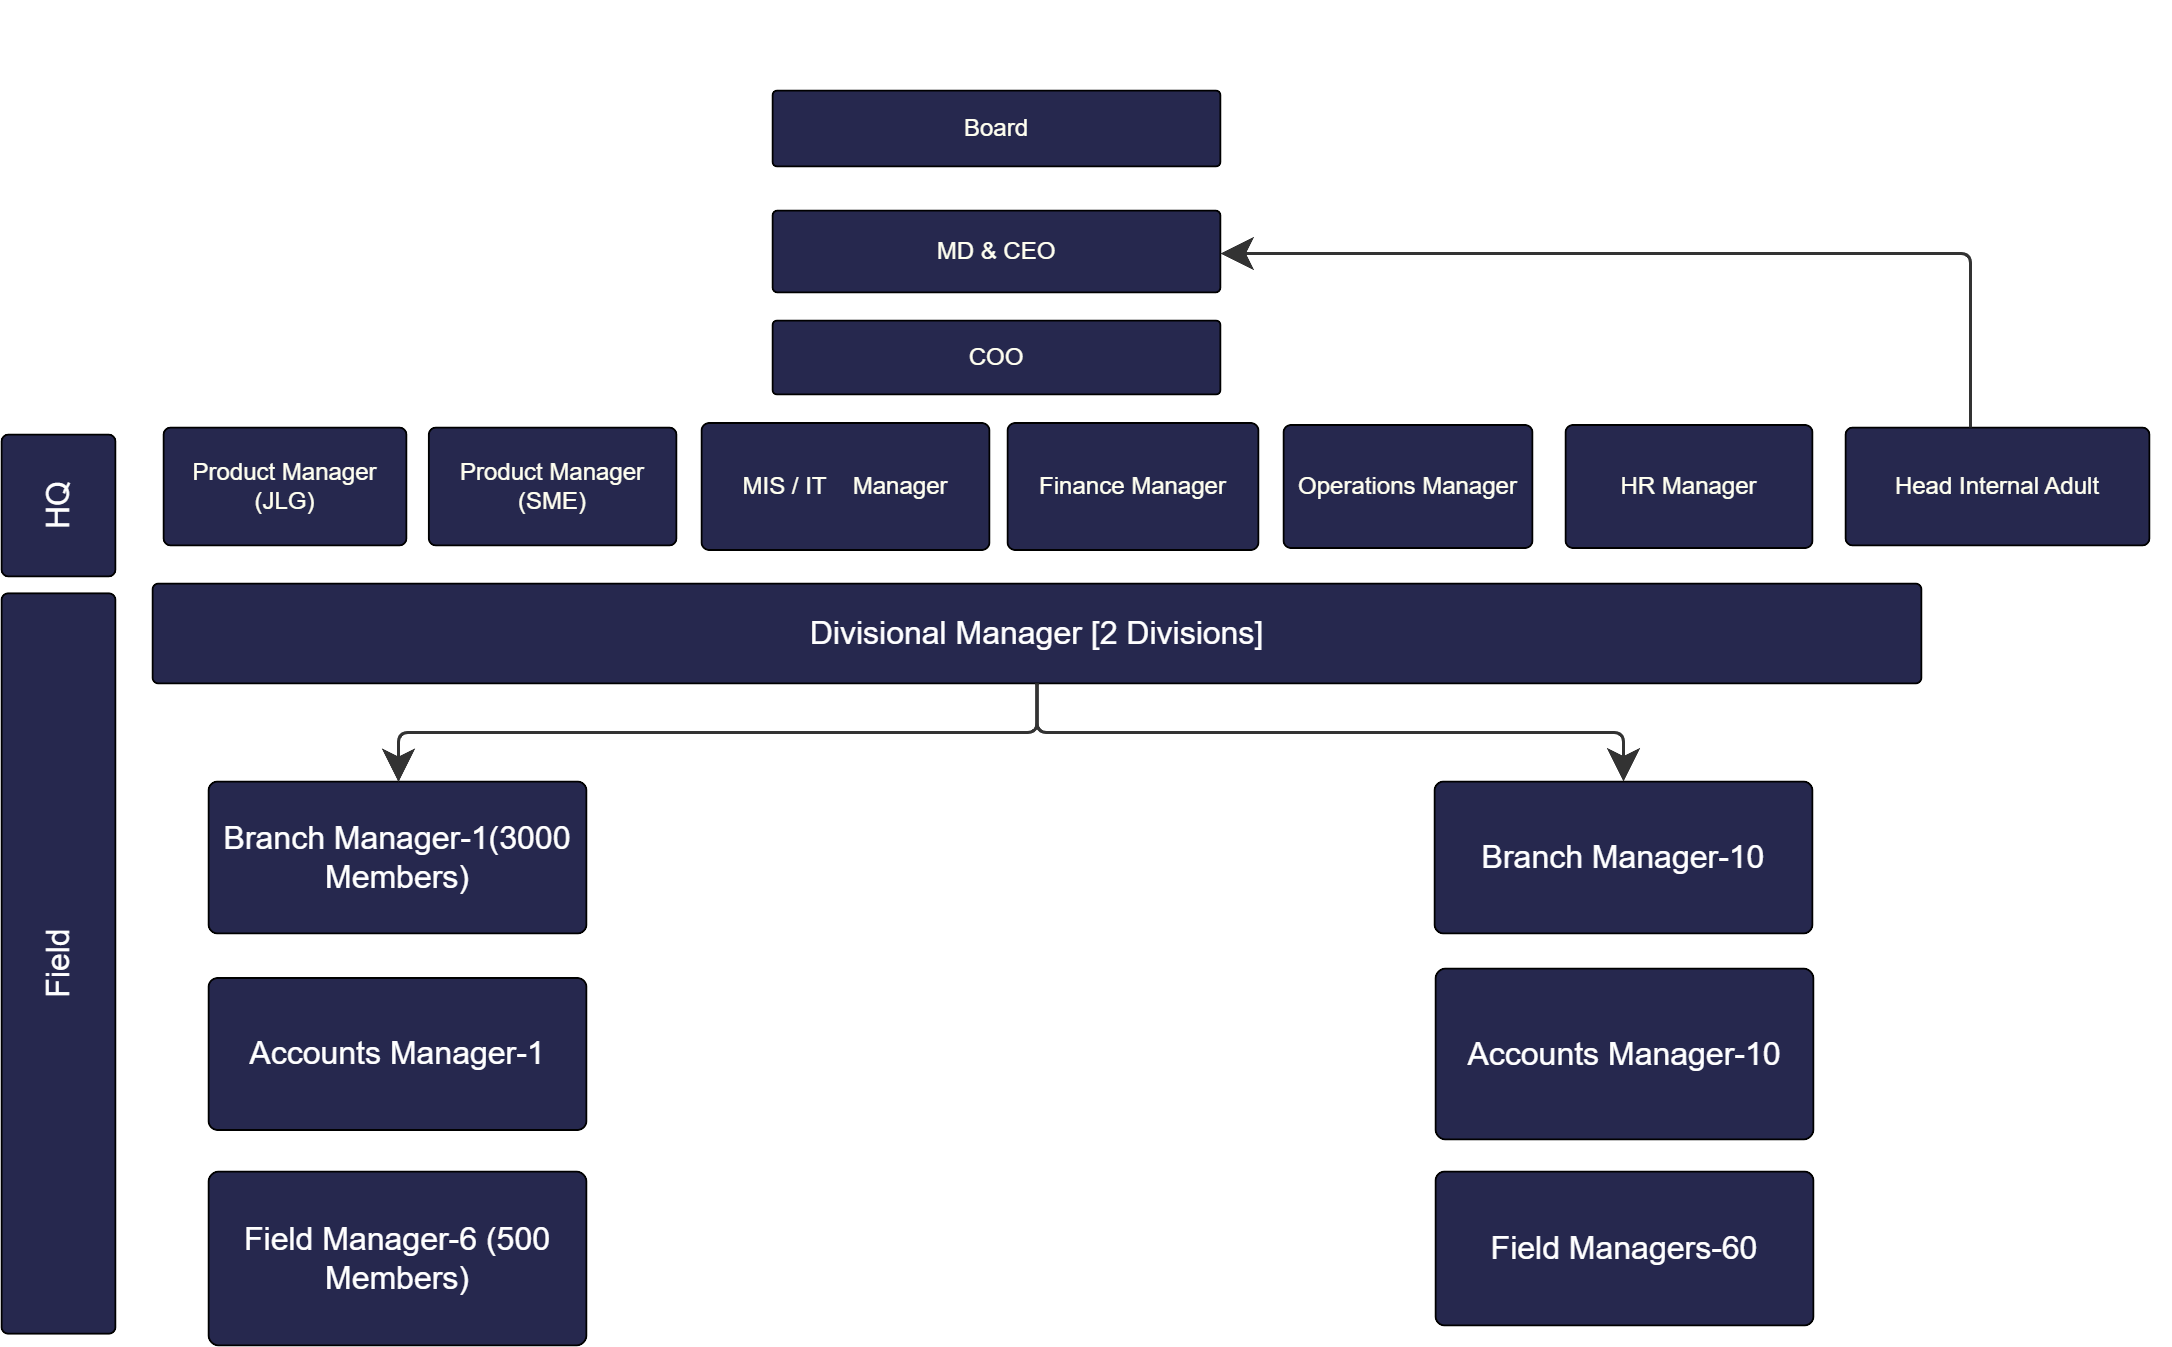 Board
MD & CEO
COO
HQ
Product Manager
(JLG)
Product Manager
(SME)
MIS / IT    Manager
Finance Manager
Operations Manager
HR Manager
Head Internal Adult
Field
Divisional Manager [2 Divisions]
Branch Manager-1(3000
Members)
Branch Manager-10
Accounts Manager-1
Accounts Manager-10
Field Manager-6 (500
Members)
Field Managers-60